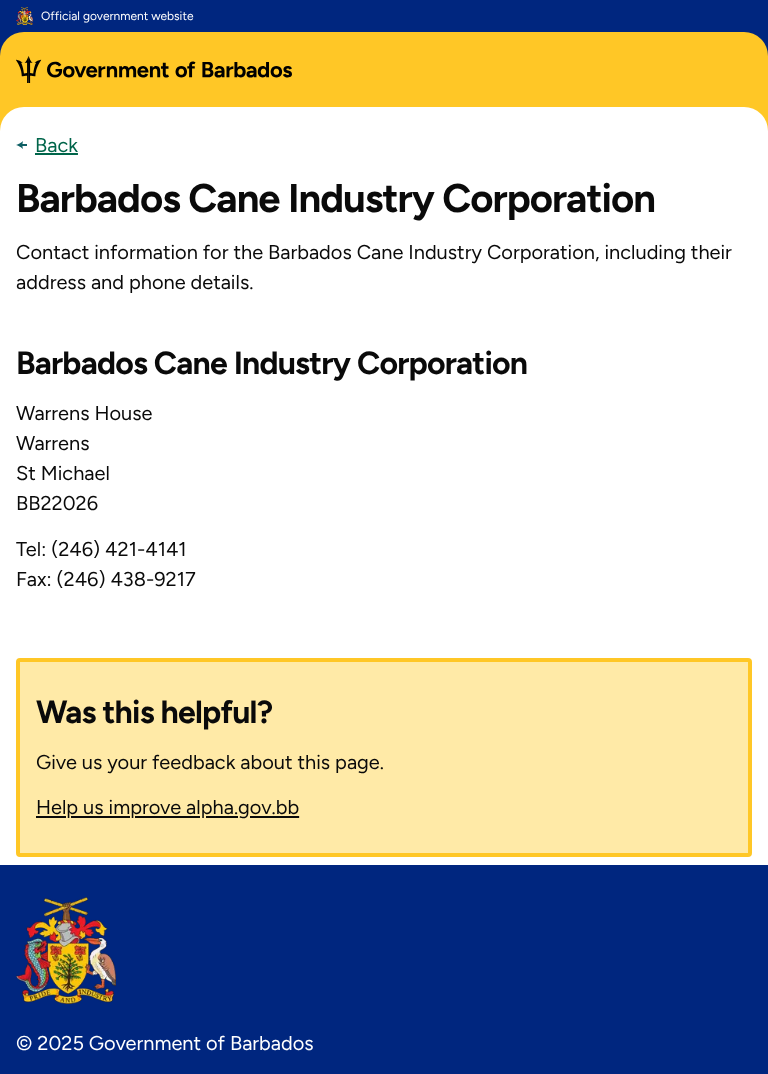 Official government website
Government of Barbados
Back
Barbados Cane Industry Corporation
Contact information for the Barbados Cane Industry Corporation, including their
address and phone details.
Barbados Cane Industry Corporation
Warrens House
Warrens
St Michael
BB22026
Tel: (246) 421-4141
Fax: (246) 438-9217
Was this helpful?
Give us your feedback about this page.
Help us improve alpha.gov.bb
PRIDE AND INDUSTRY
© 2025 Government of Barbados